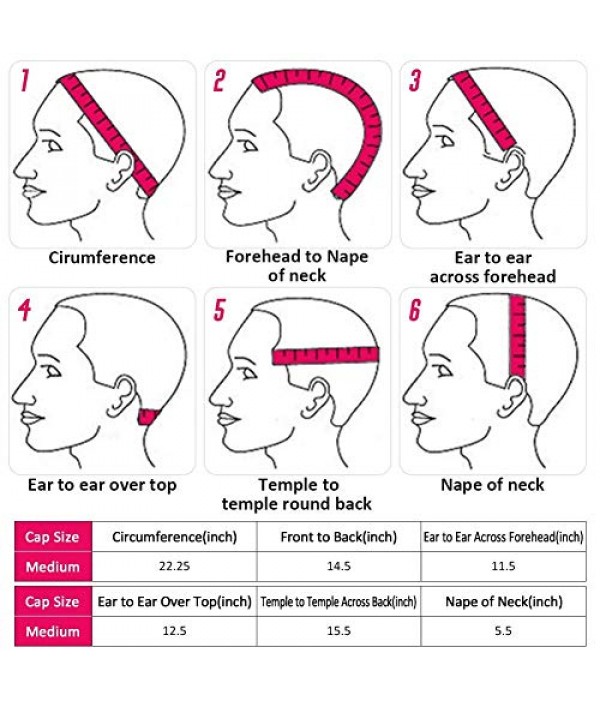 1
2
3
Cirumference
Forehead to Nape
of neck
Ear to ear
across forehead
4
5
6
Ear to ear over top
Temple to
temple round back
Nape of neck
Cap Size Circumference(inch) Front to Back(inch) Ear to Ear Across Forehead(inch)
Medium 22.25 14.5 11.5
Cap Size Ear to Ear Over Top(inch) Temple to Temple Across Back(inch) Nape of Neck(inch)
Medium 12.5 15.5 5.5